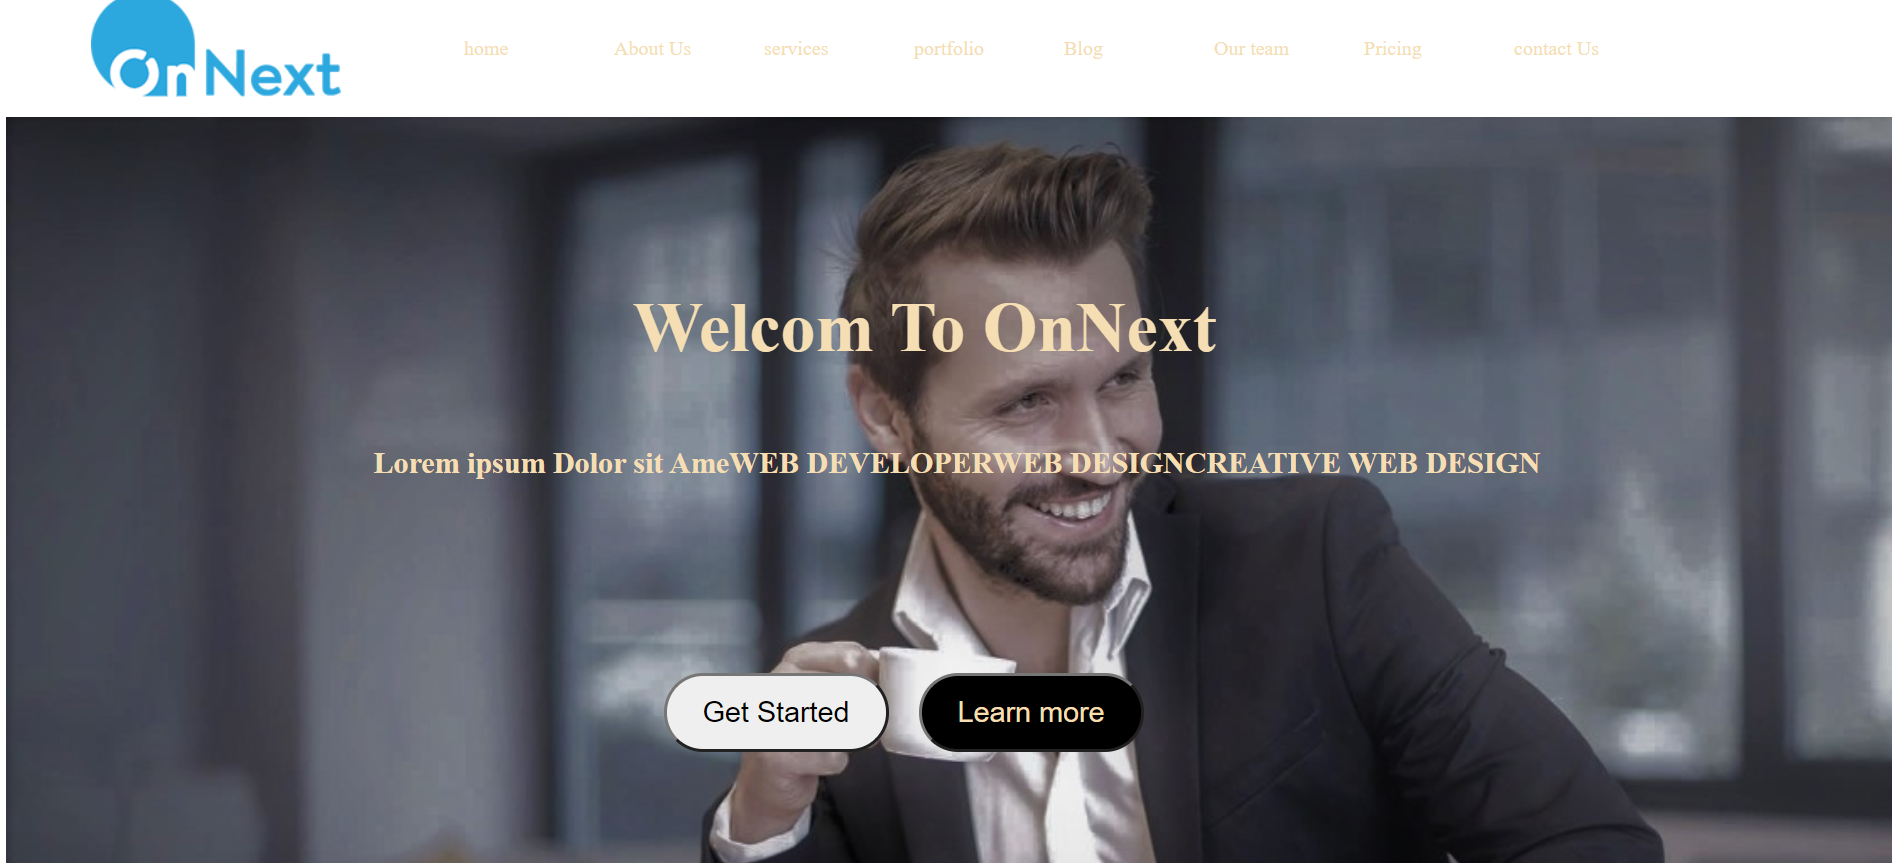 OnNext
home About Us services portfolio Blog Our team Pricing contact Us
Welcom To OnNext
Lorem ipsum Dolor sit AmeWEB DEVELOPERWEB DESIGNCREATIVE WEB DESIGN
Get Started Learn more